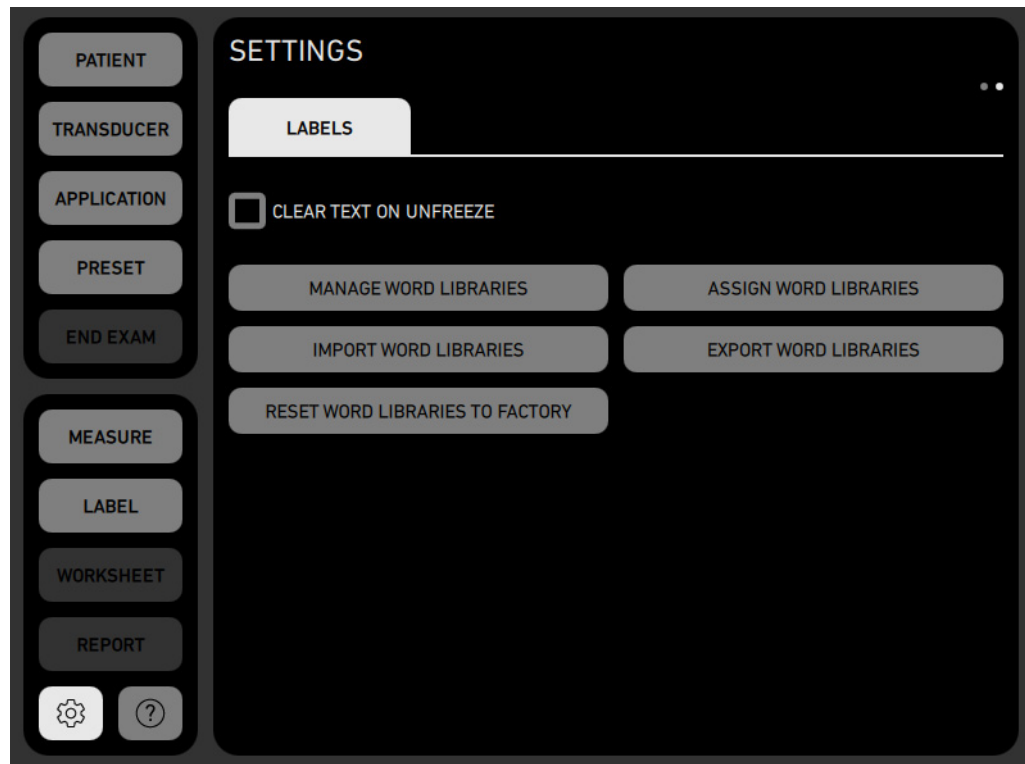 PATIENT
TRANSDUCER
APPLICATION
PRESET
END EXAM
MEASURE
LABEL
WORKSHEET
REPORT
?
SETTINGS
LABELS
CLEAR TEXT ON UNFREEZE
MANAGE WORD LIBRARIES ASSIGN WORD LIBRARIES
IMPORT WORD LIBRARIES EXPORT WORD LIBRARIES
RESET WORD LIBRARIES TO FACTORY